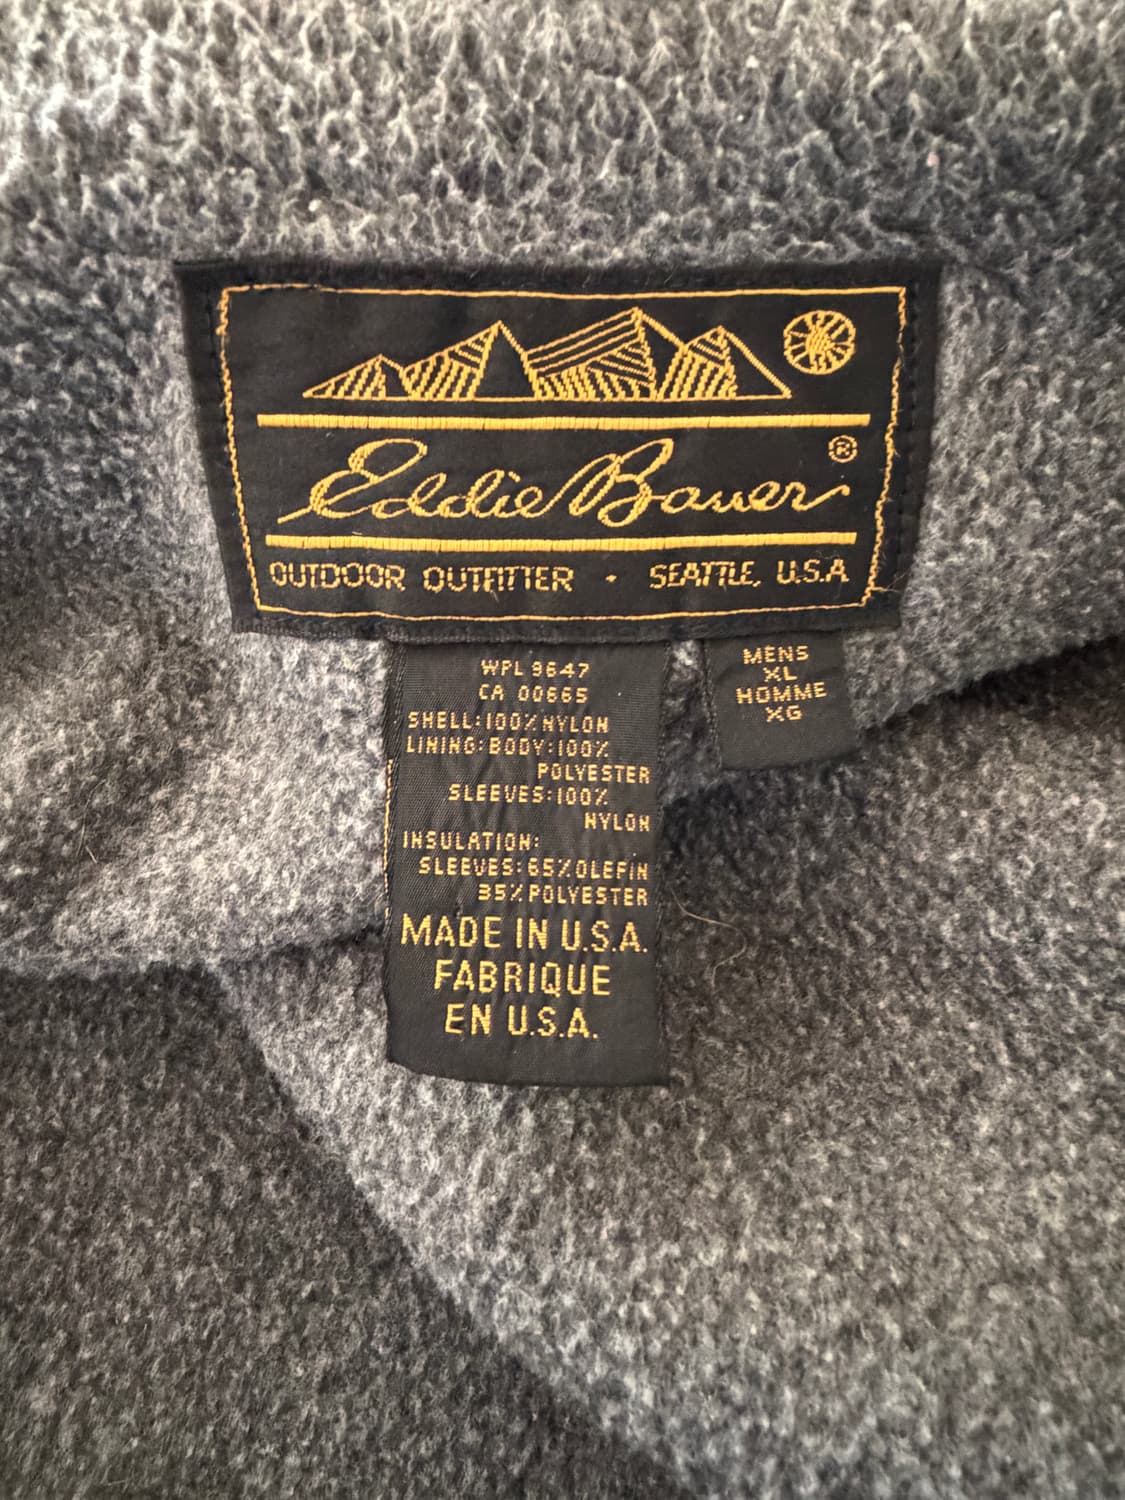 Eddie Bauer ®
OUTDOOR OUTFITTER • SEATTLE, U.S.A
WPL 9647
CA 00665
SHELL:100% NYLON
LINING:BODY:100%
POLYESTER
SLEEVES:100%
NYLON
INSULATION:
SLEEVES:65% OLEFIN
35% POLYESTER
MADE IN U.S.A.
FABRIQUE
EN U.S.A.
MENS
XL
HOMME
XG